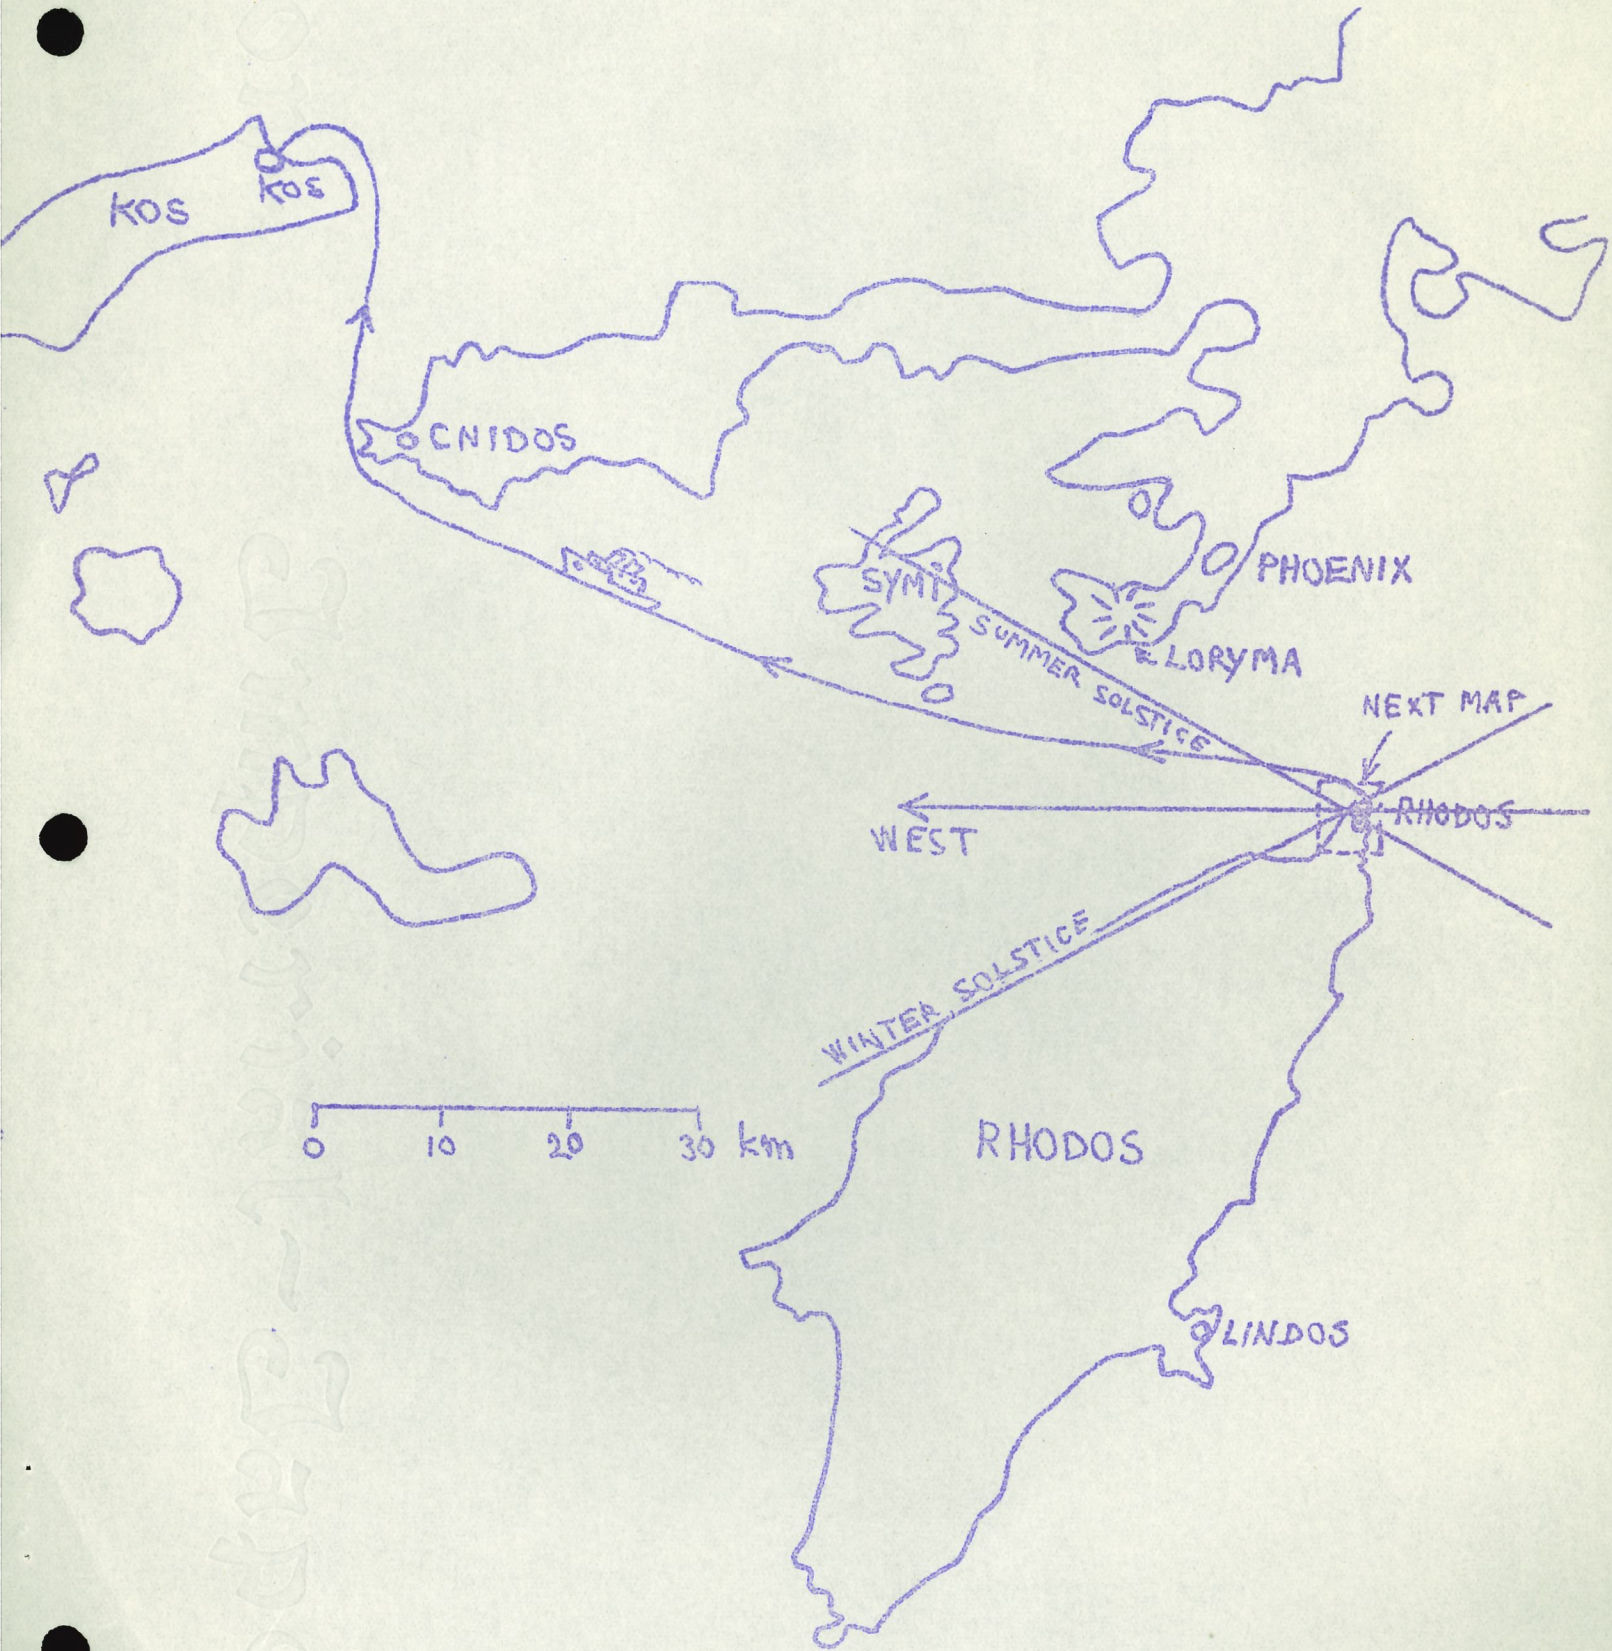 KOS
KOS
CNIDOS
SYMI
PHOENIX
LORYMA
SUMMER SOLSTICE
NEXT MAP
RHODOS
WEST
WINTER SOLSTICE
0 10 20 30 km
RHODOS
LINDOS